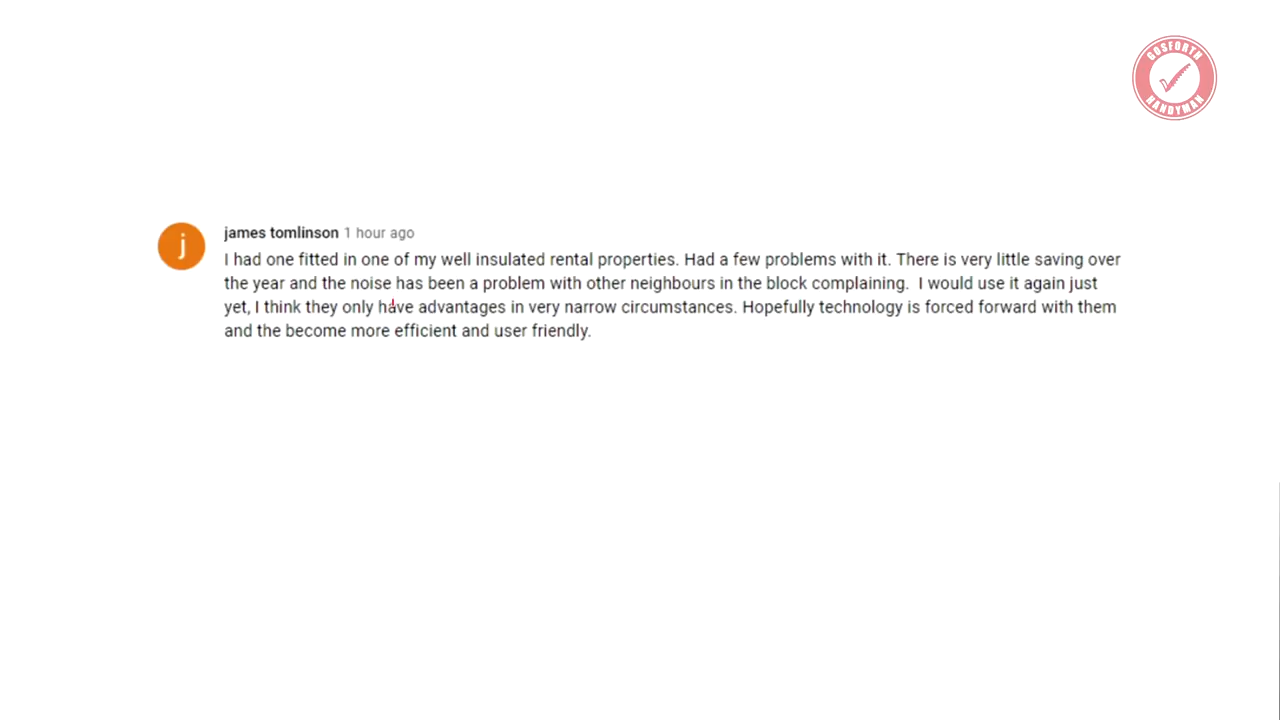 GOSFORTH
HANDYMAN
j
james tomlinson 1 hour ago
I had one fitted in one of my well insulated rental properties. Had a few problems with it. There is very little saving over
the year and the noise has been a problem with other neighbours in the block complaining.  I would use it again just
yet, I think they only have advantages in very narrow circumstances. Hopefully technology is forced forward with them
and the become more efficient and user friendly.